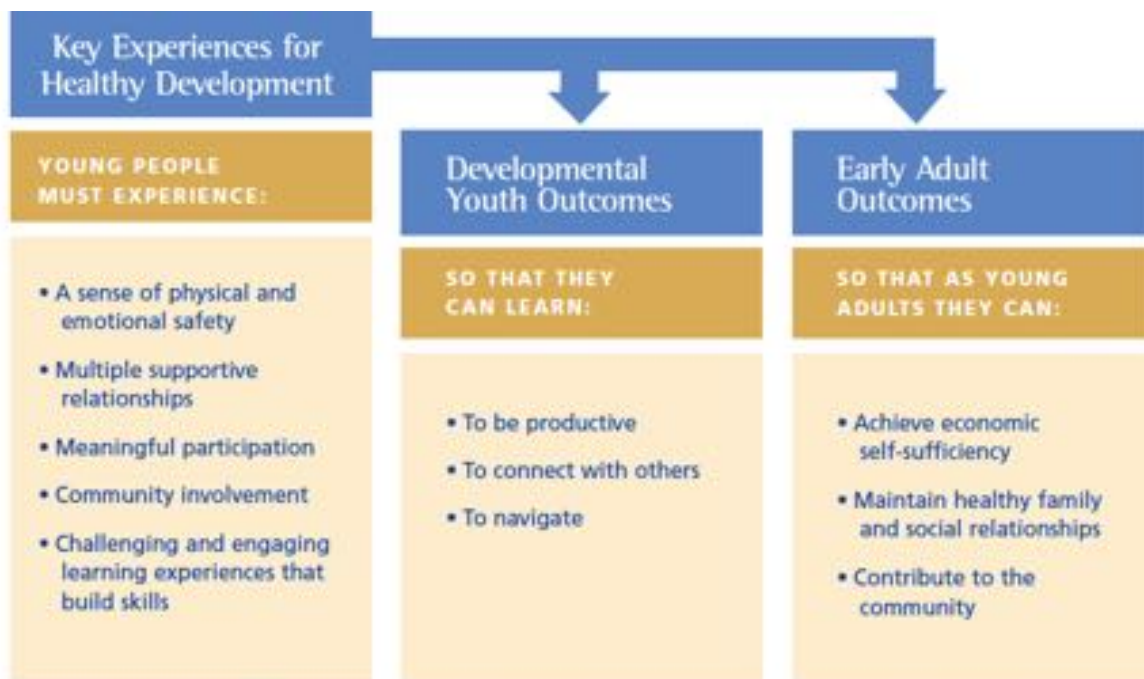 Key Experiences for
Healthy Development
YOUNG PEOPLE
MUST EXPERIENCE:
• A sense of physical and
emotional safety
• Multiple supportive
relationships
• Meaningful participation
• Community involvement
• Challenging and engaging
learning experiences that
build skills
Developmental
Youth Outcomes
SO THAT THEY
CAN LEARN:
• To be productive
• To connect with others
• To navigate
Early Adult
Outcomes
SO THAT AS YOUNG
ADULTS THEY CAN:
• Achieve economic
self-sufficiency
• Maintain healthy family
and social relationships
• Contribute to the
community